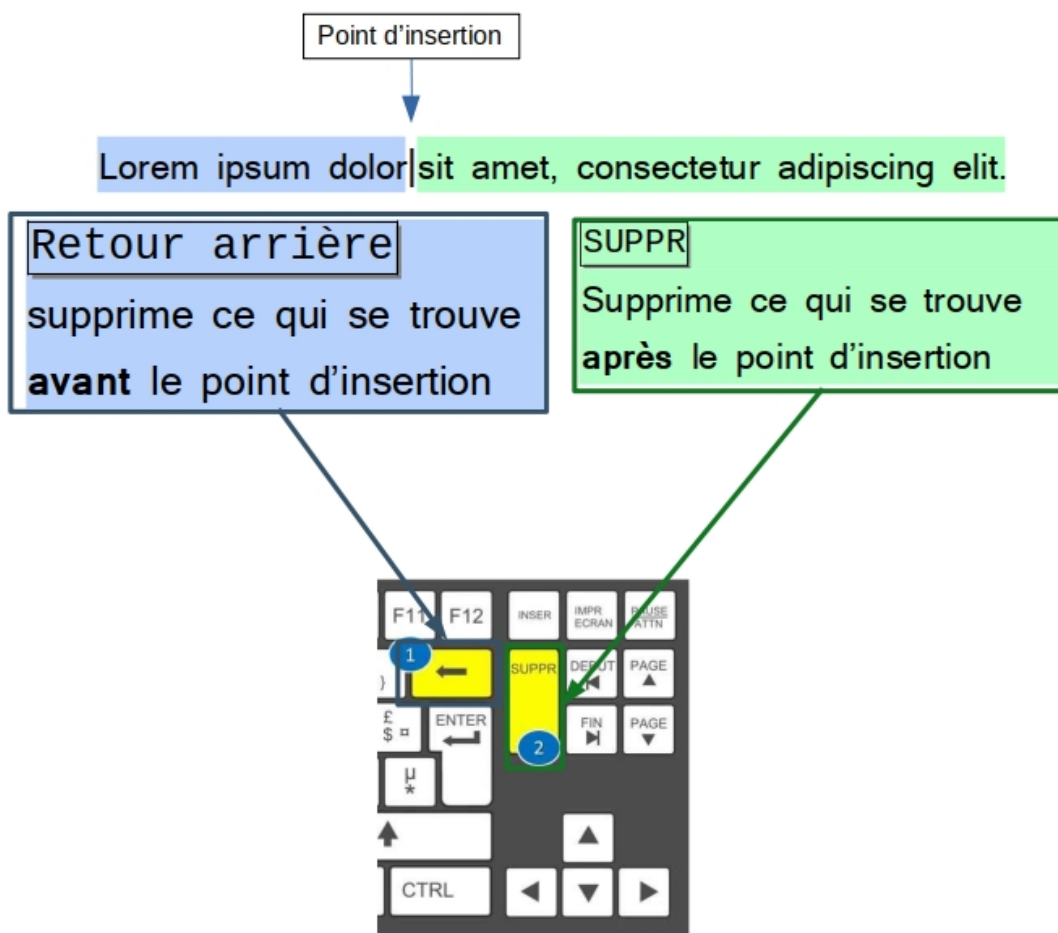 Point d'insertion
Lorem ipsum dolor|sit amet, consectetur adipiscing elit.
Retour arrière
supprime ce qui se trouve
avant le point d'insertion
SUPPR
Supprime ce qui se trouve
après le point d'insertion
F11 F12 INSER IMPR ECRAN PAUSE ATTN
1
} SUPPR DEBUT PAGE
£
$ ¤ ENTER FIN PAGE
2
µ
*
CTRL